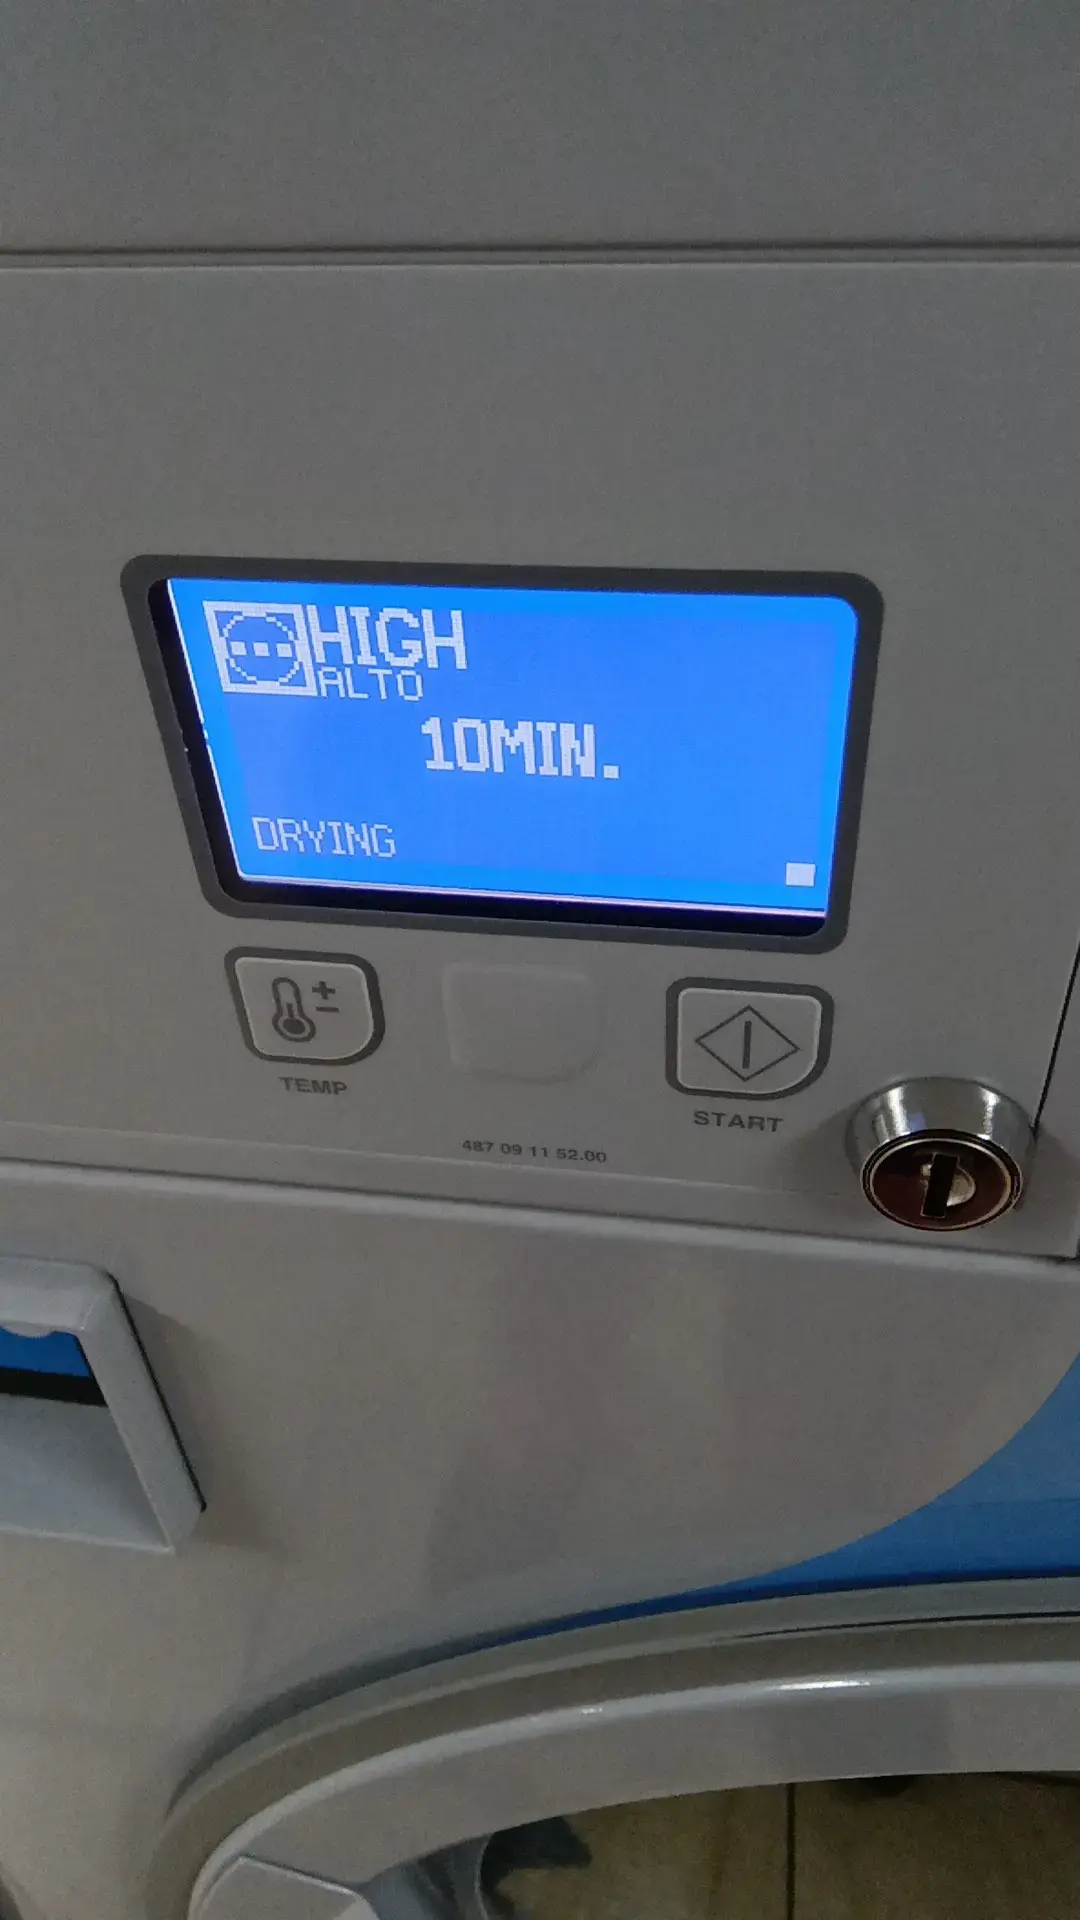 HIGH
ALTO
10MIN.
DRYING
TEMP
START
487 09 11 52.00